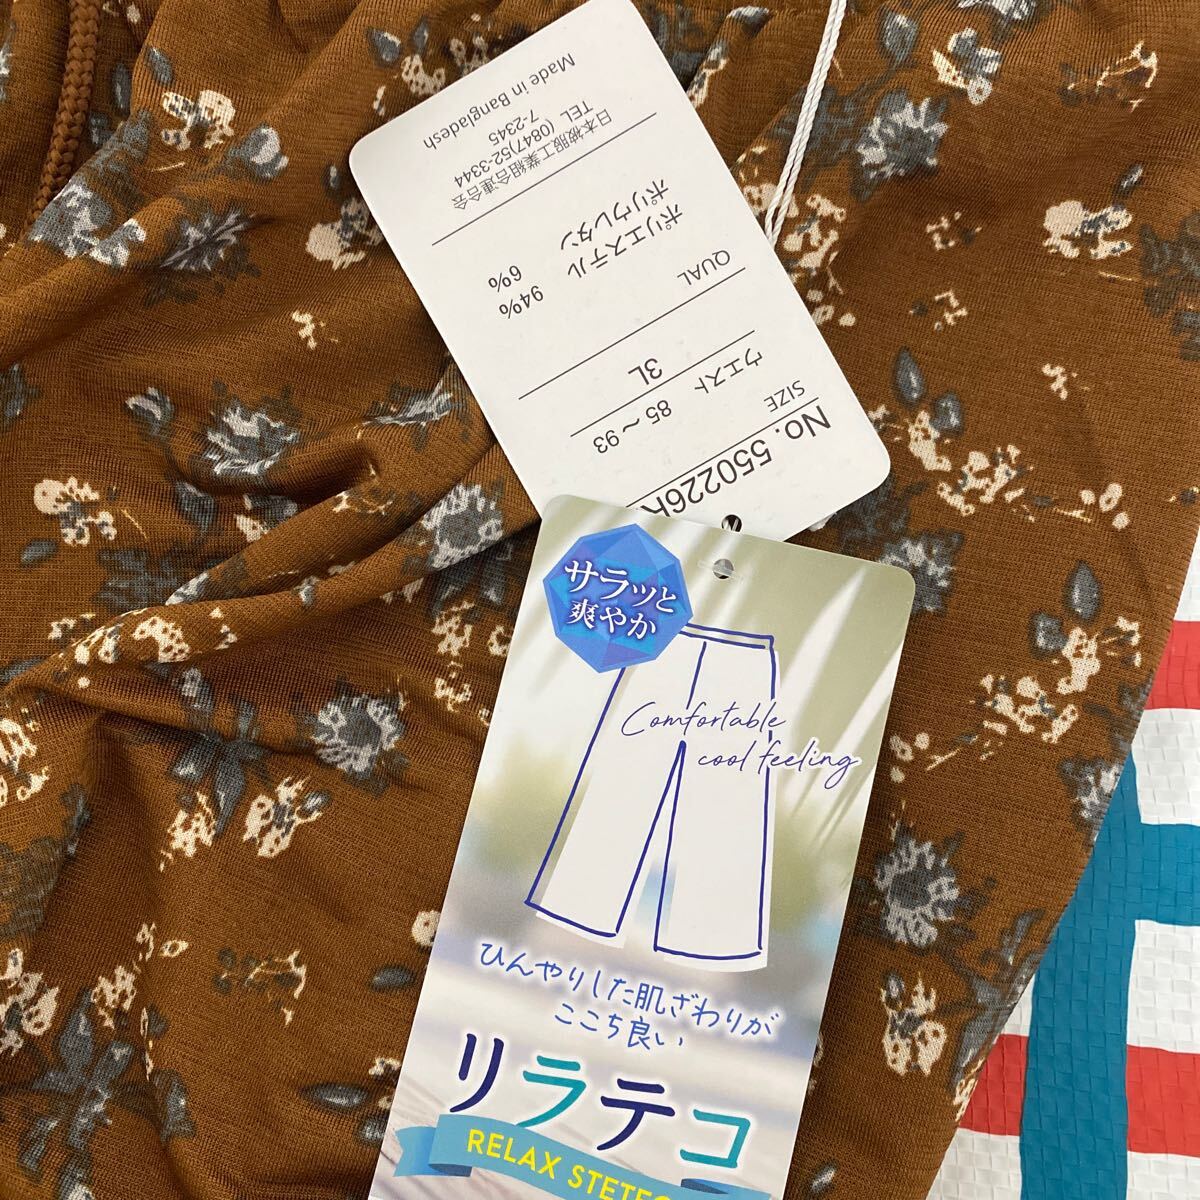 No. 550226
SIZE
ウエスト 85～93
3L
QUAL
ポリエステル 94%
ポリウレタン 6%
日本被服工業組合連合会
TEL (0847)52-3344
7-2345
Made in Bangladesh
サラッと
爽やか
Comfortable
cool feeling
ひんやりした肌ざわりが
ここち良い
リラテコ
RELAX